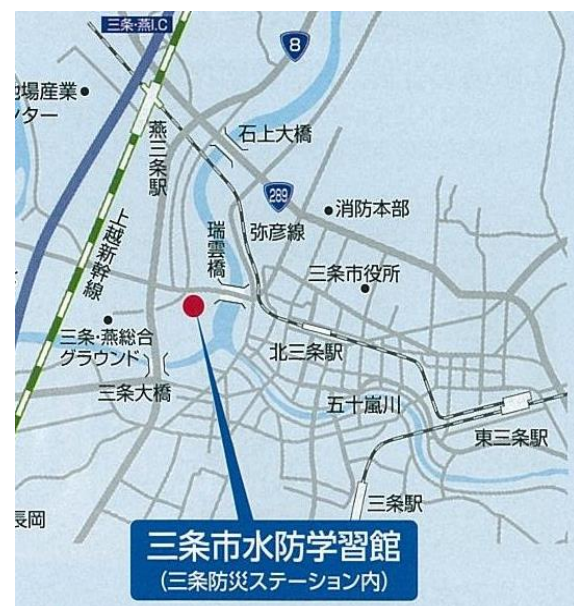 三条・燕I.C
8
地場産業
ンター
燕三条駅
石上大橋
289
消防本部
上越新幹線
瑞雲橋
弥彦線
三条市役所
三条・燕総合
グラウンド
北三条駅
三条大橋
五十嵐川
東三条駅
三条駅
長岡
三条市水防学習館
(三条防災ステーション内)